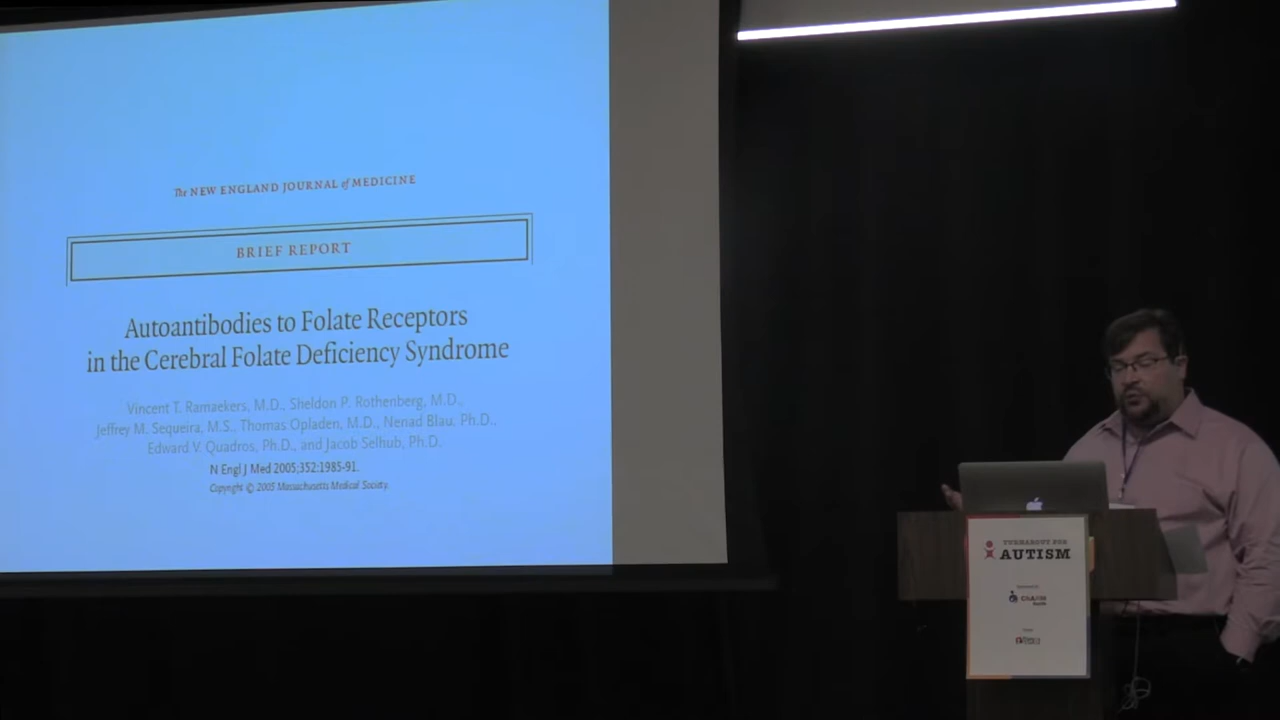 The NEW ENGLAND JOURNAL of MEDICINE
BRIEF REPORT
Autoantibodies to Folate Receptors
in the Cerebral Folate Deficiency Syndrome
Vincent T. Ramaekers, M.D., Sheldon P. Rothenberg, M.D.,
Jeffrey M. Sequeira, M.S., Thomas Opladen, M.D., Nenad Blau, Ph.D.,
Edward V. Quadros, Ph.D., and Jacob Selhub, Ph.D.
N Engl J Med 2005;352:1985-91.
Copyright © 2005 Massachusetts Medical Society.
TURNABOUT FOR
AUTISM